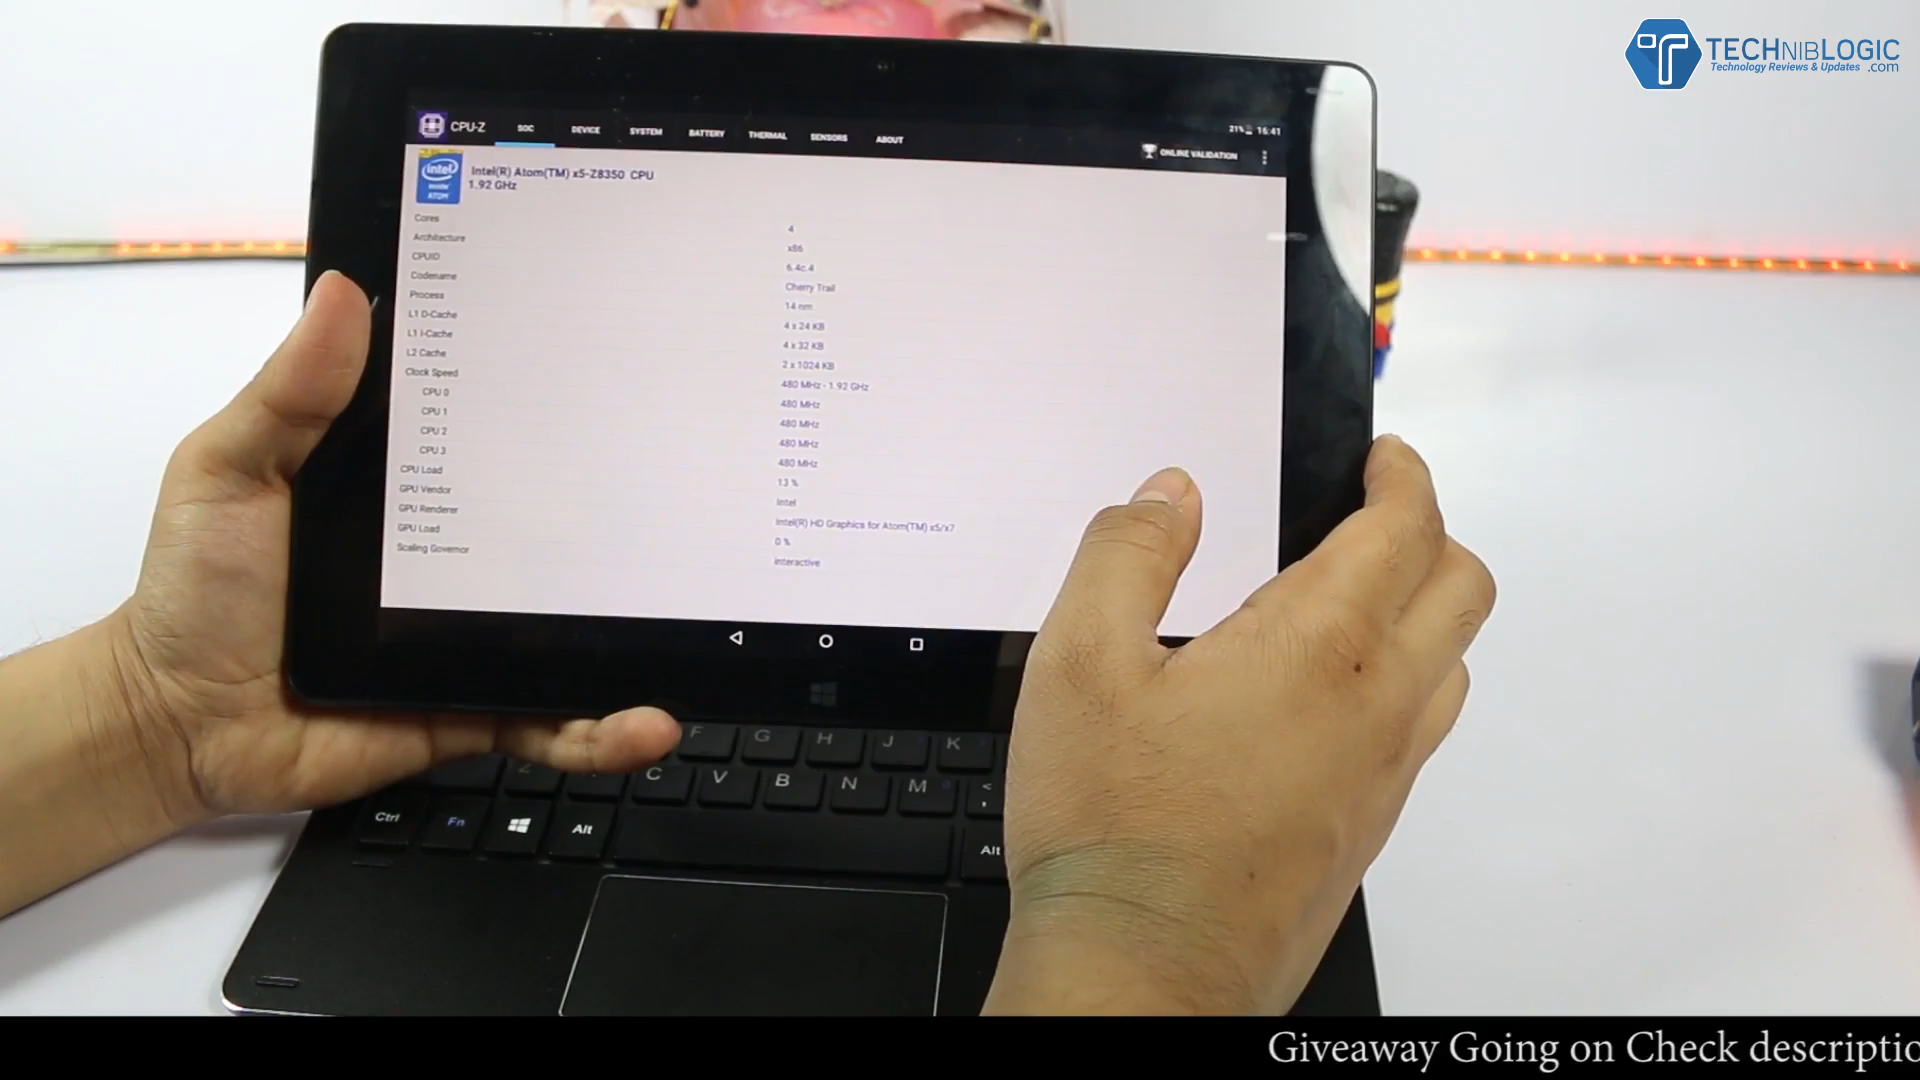 TECHNIBLOGIC
Technology Reviews & Updates .com
CPU-Z SOC DEVICE SYSTEM BATTERY THERMAL SENSORS ABOUT
21% 16:41
ONLINE VALIDATION
intel
inside
ATOM
Intel(R) Atom(TM) x5-Z8350 CPU
1.92 GHz
Cores 4
Architecture x86
CPUID 6.4c.4
Codename Cherry Trail
Process 14 nm
L1 D-Cache 4 x 24 KB
L1 I-Cache 4 x 32 KB
L2 Cache 2 x 1024 KB
Clock Speed 480 MHz - 1.92 GHz
CPU 0 480 MHz
CPU 1 480 MHz
CPU 2 480 MHz
CPU 3 480 MHz
CPU Load 13 %
GPU Vendor Intel
GPU Renderer Intel(R) HD Graphics for Atom(TM) x5/x7
GPU Load 0 %
Scaling Governor interactive
F G H J K
Z C V B N M < ,
Ctrl Fn Alt Alt
Giveaway Going on Check descriptio